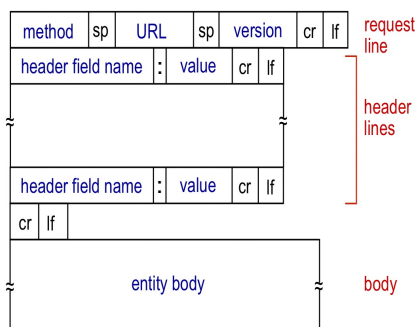 method sp URL sp version cr lf request line
header field name : value cr lf
header lines
header field name : value cr lf
cr lf
entity body body